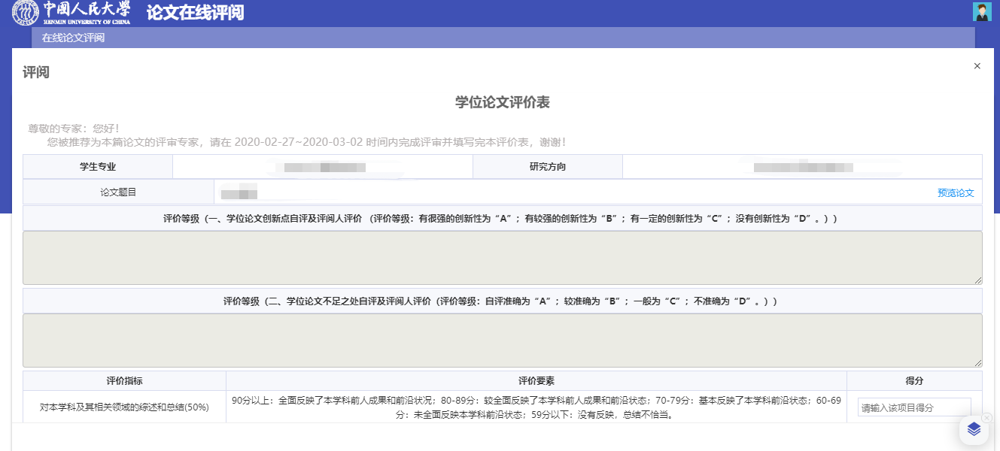 中国人民大学 论文在线评阅
RENMIN UNIVERSITY OF CHINA
在线论文评阅
评阅
学位论文评价表
尊敬的专家：您好！
您被推荐为本篇论文的评审专家，请在 2020-02-27~2020-03-02 时间内完成评审并填写完本评价表，谢谢！
学生专业 研究方向
论文题目 预览论文
评价等级（一、学位论文创新点自评及评阅人评价 （评价等级：有很强的创新性为“A”；有较强的创新性为“B”；有一定的创新性为“C”；没有创新性为“D”。））
评价等级（二、学位论文不足之处自评及评阅人评价（评价等级：自评准确为“A”；较准确为“B”；一般为“C”；不准确为“D”。））
评价指标 评价要素 得分
对本学科及其相关领域的综述和总结(50%) 90分以上：全面反映了本学科前人成果和前沿状况；80-89分：较全面反映了本学科前人成果和前沿状态；70-79分：基本反映了本学科前沿状态；60-69
分：未全面反映本学科前沿状态；59分以下：没有反映，总结不恰当。 请输入该项目得分